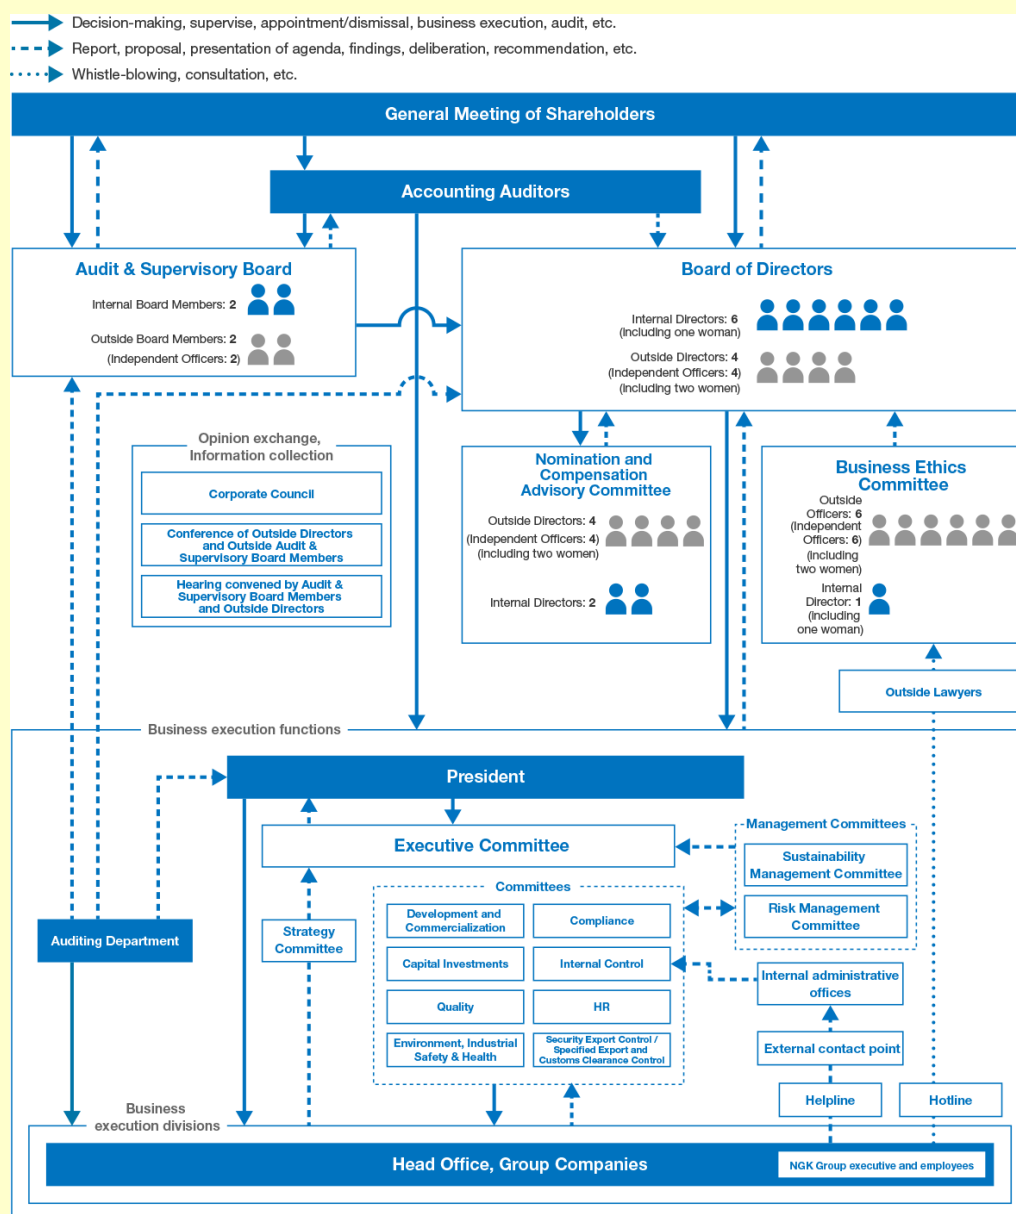 Decision-making, supervise, appointment/dismissal, business execution, audit, etc.
Report, proposal, presentation of agenda, findings, deliberation, recommendation, etc.
Whistle-blowing, consultation, etc.
General Meeting of Shareholders
Accounting Auditors
Audit & Supervisory Board
Internal Board Members: 2
Outside Board Members: 2
(Independent Officers: 2)
Board of Directors
Internal Directors: 6
(including one woman)
Outside Directors: 4
(Independent Officers: 4)
(including two women)
Opinion exchange,
Information collection
Corporate Council
Conference of Outside Directors
and Outside Audit &
Supervisory Board Members
Hearing convened by Audit &
Supervisory Board Members
and Outside Directors
Nomination and
Compensation
Advisory Committee
Outside Directors: 4
(Independent Officers: 4)
(including two women)
Internal Directors: 2
Business Ethics
Committee
Outside
Officers: 6
(Independent
Officers: 6)
(including
two women)
Internal
Director: 1
(including
one woman)
Outside Lawyers
Business execution functions
President
Executive Committee
Management Committees
Sustainability
Management Committee
Risk Management
Committee
Committees
Development and
Commercialization
Compliance
Capital Investments
Internal Control
Quality
HR
Environment, Industrial
Safety & Health
Security Export Control /
Specified Export and
Customs Clearance Control
Auditing Department
Strategy
Committee
Internal administrative
offices
External contact point
Helpline
Hotline
Business
execution divisions
Head Office, Group Companies
NGK Group executive and employees